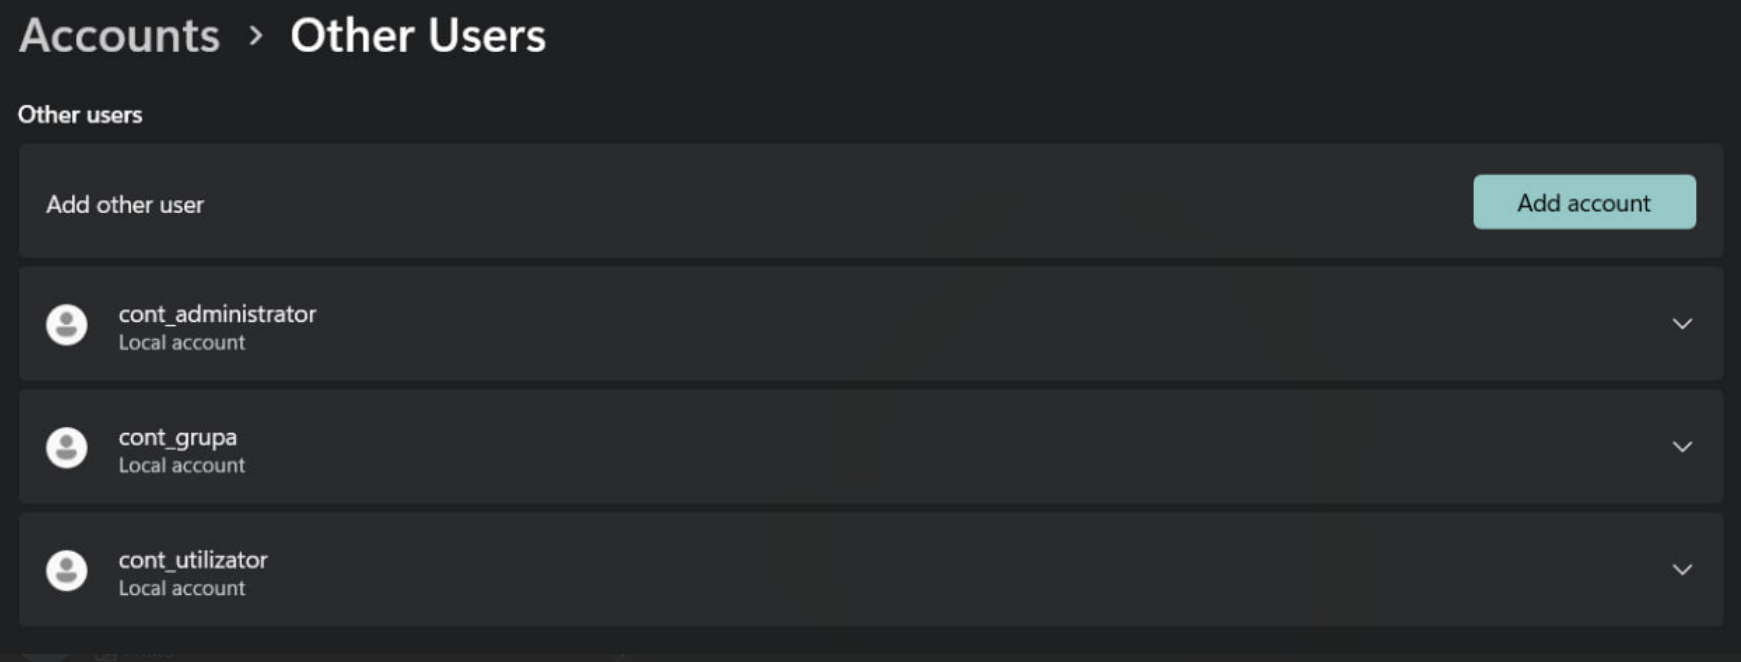 Accounts > Other Users
Other users
Add other user
Add account
cont_administrator
Local account
cont_grupa
Local account
cont_utilizator
Local account